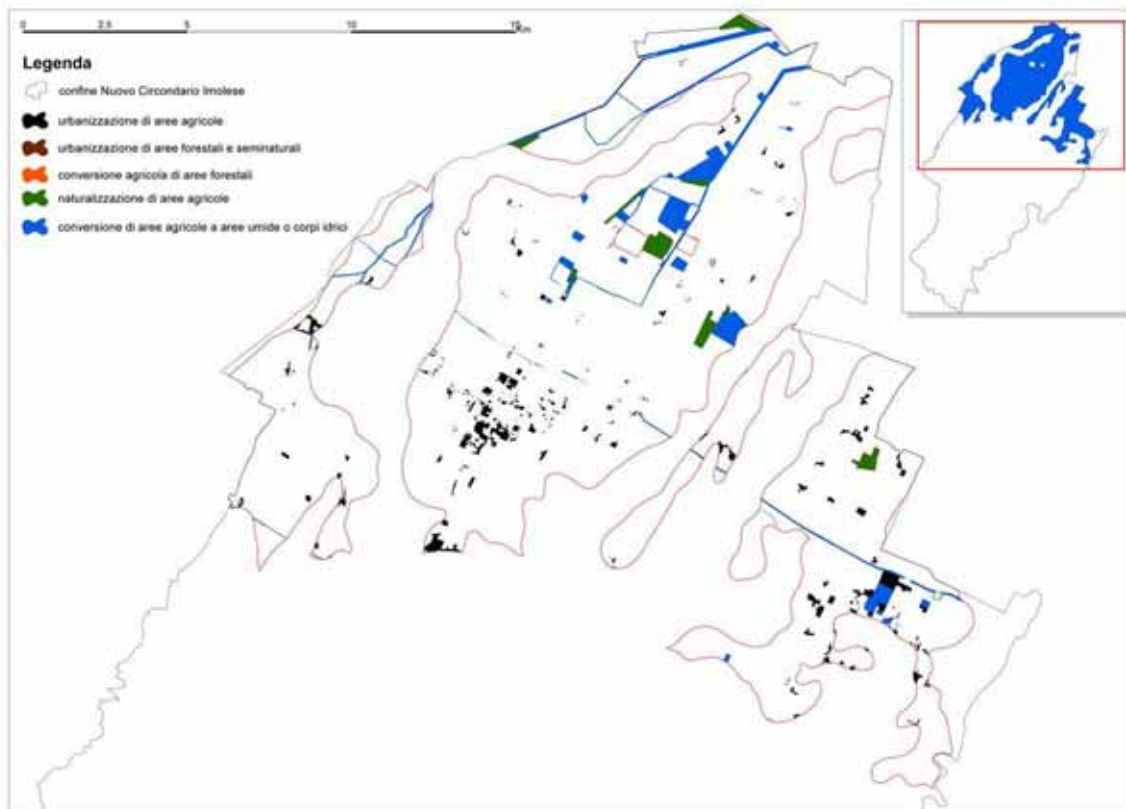 0 2,5 5 10 15 Km
Legenda
confine Nuovo Circondario Imolese
urbanizzazione di aree agricole
urbanizzazione di aree forestali e seminaturali
conversione agricola di aree forestali
naturalizzazione di aree agricole
conversione di aree agricole a aree umide o corpi idrici